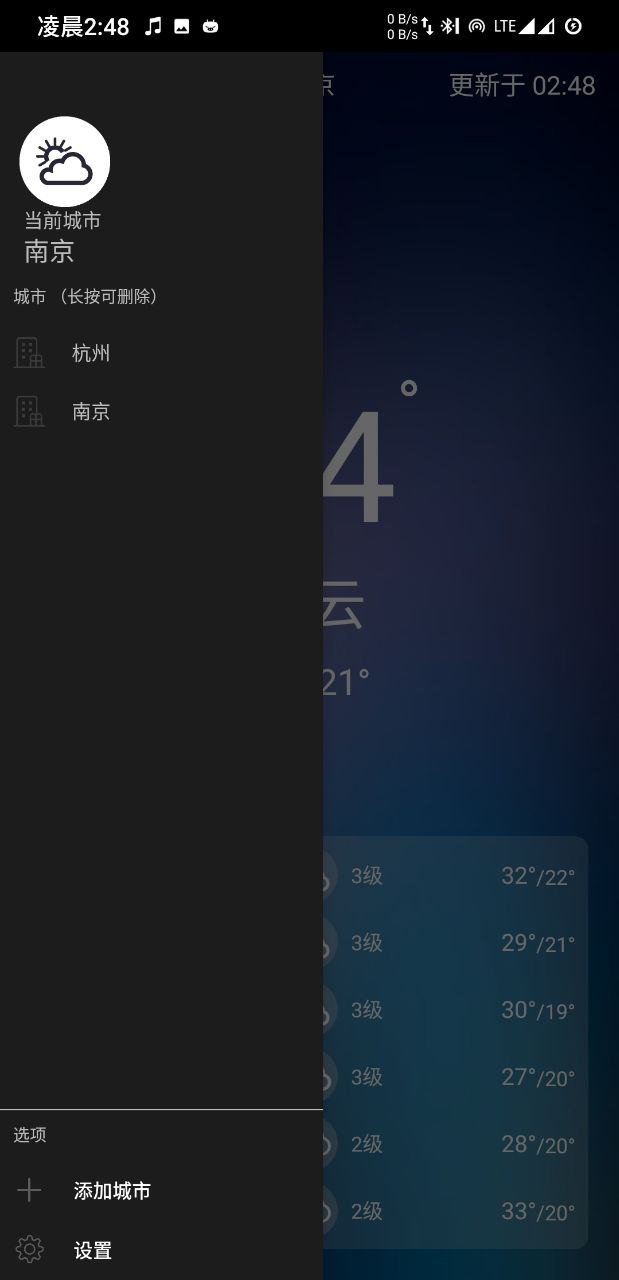 凌晨2:48
0 B/s
0 B/s
LTE
京
更新于 02:48
当前城市
南京
城市 （长按可删除）
杭州
南京
4°
云
21°
3级 32°/22°
3级 29°/21°
3级 30°/19°
3级 27°/20°
2级 28°/20°
2级 33°/20°
选项
添加城市
设置